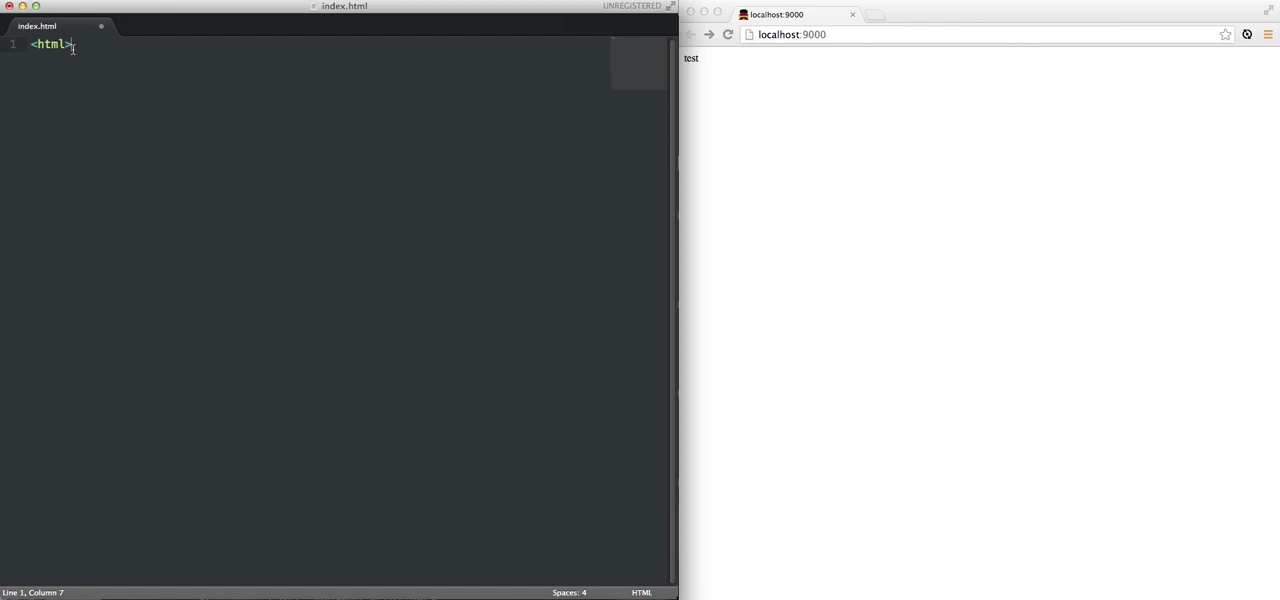 index.html
UNREGISTERED
index.html
1 <html>
Line 1, Column 7
Spaces: 4
HTML
localhost:9000
localhost:9000
test